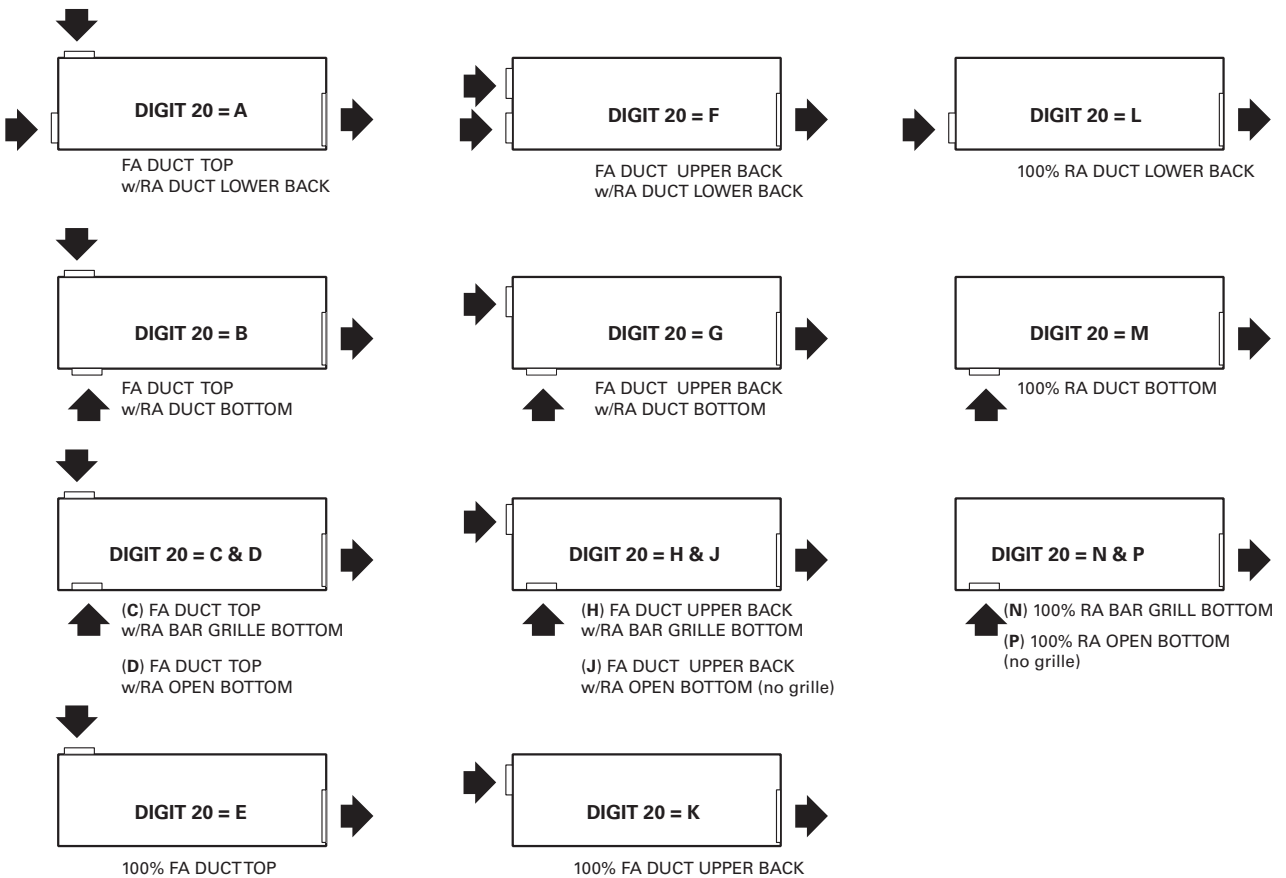 DIGIT 20 = A
FA DUCT TOP
w/RA DUCT LOWER BACK
DIGIT 20 = F
FA DUCT UPPER BACK
w/RA DUCT LOWER BACK
DIGIT 20 = L
100% RA DUCT LOWER BACK
DIGIT 20 = B
FA DUCT TOP
w/RA DUCT BOTTOM
DIGIT 20 = G
FA DUCT UPPER BACK
w/RA DUCT BOTTOM
DIGIT 20 = M
100% RA DUCT BOTTOM
DIGIT 20 = C & D
(C) FA DUCT TOP
w/RA BAR GRILLE BOTTOM
(D) FA DUCT TOP
w/RA OPEN BOTTOM
DIGIT 20 = H & J
(H) FA DUCT UPPER BACK
w/RA BAR GRILLE BOTTOM
(J) FA DUCT UPPER BACK
w/RA OPEN BOTTOM (no grille)
DIGIT 20 = N & P
(N) 100% RA BAR GRILL BOTTOM
(P) 100% RA OPEN BOTTOM
(no grille)
DIGIT 20 = E
100% FA DUCT TOP
DIGIT 20 = K
100% FA DUCT UPPER BACK